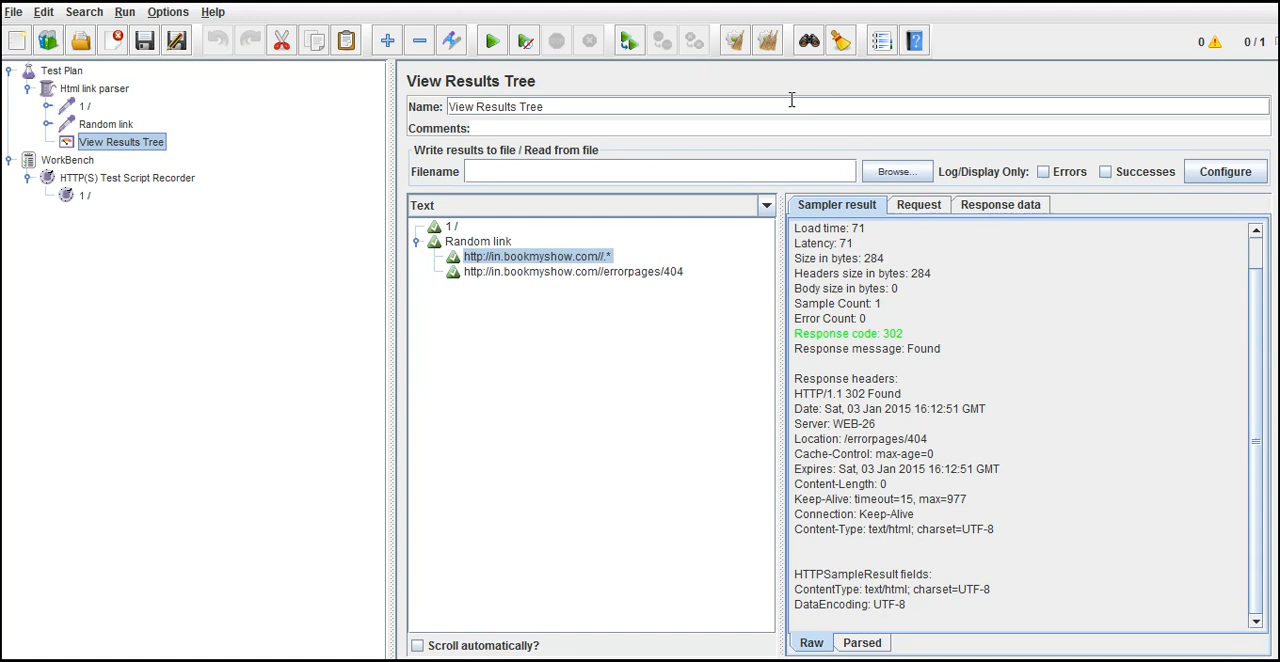 File Edit Search Run Options Help
0 0 / 1
Test Plan
Html link parser
1 /
Random link
View Results Tree
WorkBench
HTTP(S) Test Script Recorder
1 /
View Results Tree
Name: View Results Tree
Comments:
Write results to file / Read from file
Filename Browse... Log/Display Only: Errors Successes Configure
Text
1 /
Random link
http://in.bookmyshow.com//.*
http://in.bookmyshow.com//errorpages/404
Scroll automatically?
Sampler result Request Response data
Load time: 71
Latency: 71
Size in bytes: 284
Headers size in bytes: 284
Body size in bytes: 0
Sample Count: 1
Error Count: 0
Response code: 302
Response message: Found
Response headers:
HTTP/1.1 302 Found
Date: Sat, 03 Jan 2015 16:12:51 GMT
Server: WEB-26
Location: /errorpages/404
Cache-Control: max-age=0
Expires: Sat, 03 Jan 2015 16:12:51 GMT
Content-Length: 0
Keep-Alive: timeout=15, max=977
Connection: Keep-Alive
Content-Type: text/html; charset=UTF-8
HTTPSampleResult fields:
ContentType: text/html; charset=UTF-8
DataEncoding: UTF-8
Raw Parsed